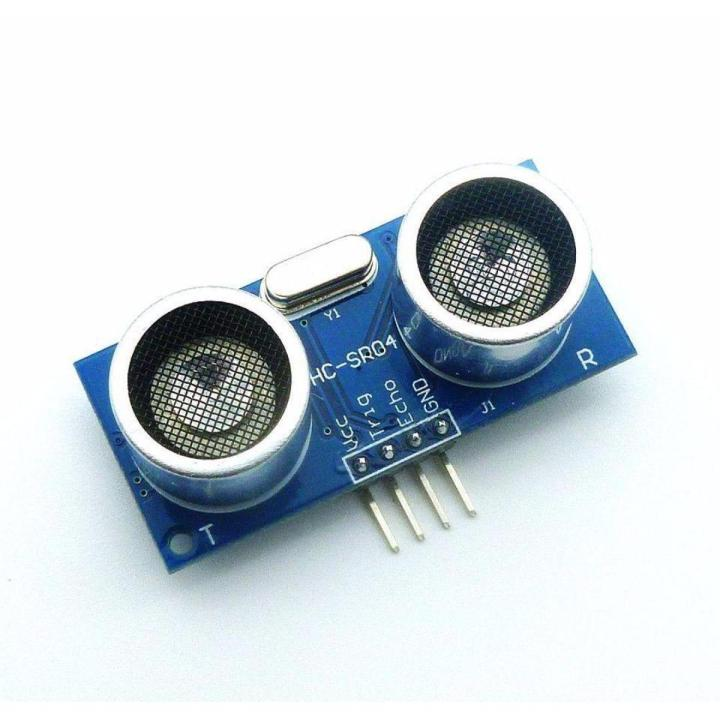 Y1
HC-SR04
Vcc
Trig
Echo
GND
J1
T
R